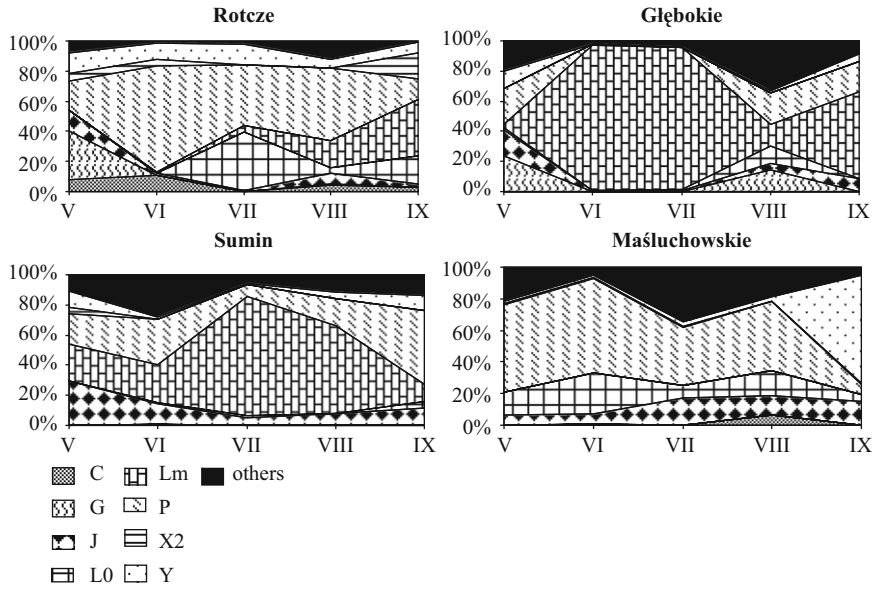 Rotcze
100%
80%
60%
40%
20%
0%
V VI VII VIII IX
Głębokie
100%
80%
60%
40%
20%
0%
V VI VII VIII IX
Sumin
100%
80%
60%
40%
20%
0%
V VI VII VIII IX
Maśluchowskie
100%
80%
60%
40%
20%
0%
V VI VII VIII IX
C Lm others
G P
J X2
L0 Y